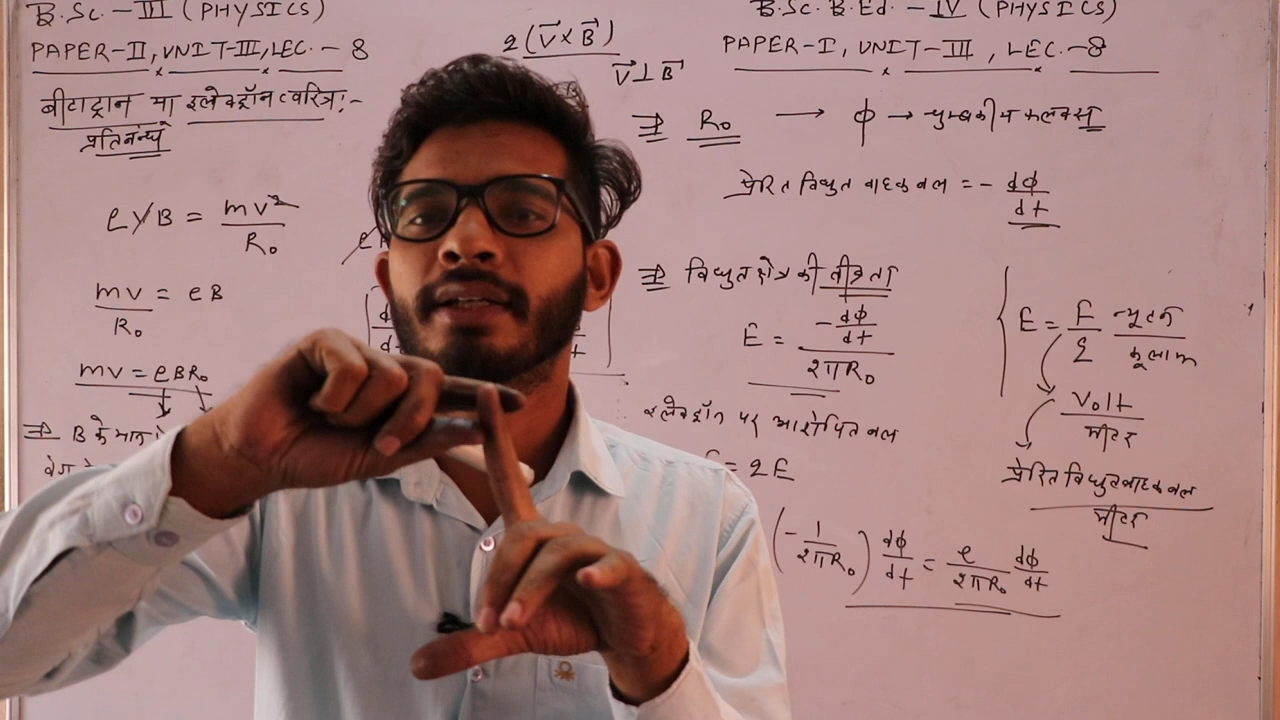 B.Sc. – III (PHYSICS)
PAPER-II, UNIT-III, LEC. – 8
बीटाट्रान या इलेक्ट्रॉन त्वरित्र :-
प्रतिबन्ध
e v B = mv² / R₀
mv / R₀ = eB
mv = eBR₀
⇒ B के मान
2 (V⃗ × B⃗)
V⃗ ⊥ B⃗
B.Sc. B.Ed. – IV (PHYSICS)
PAPER-I, UNIT-III, LEC. – 8
⇒ R₀ → ϕ → चुम्बकीय फ्लक्स
प्रेरित विद्युत वाहक बल = - dϕ / dt
⇒ विद्युत क्षेत्र की तीव्रता
E = - dϕ/dt / 2πR₀
इलेक्ट्रॉन पर आरोपित बल
= qE
(- 1 / 2πR₀) dϕ/dt = e / 2πR₀ dϕ/dt
E = F / q न्यूटन / कूलाम
Volt / मीटर
प्रेरित विद्युत वाहक बल / मीटर